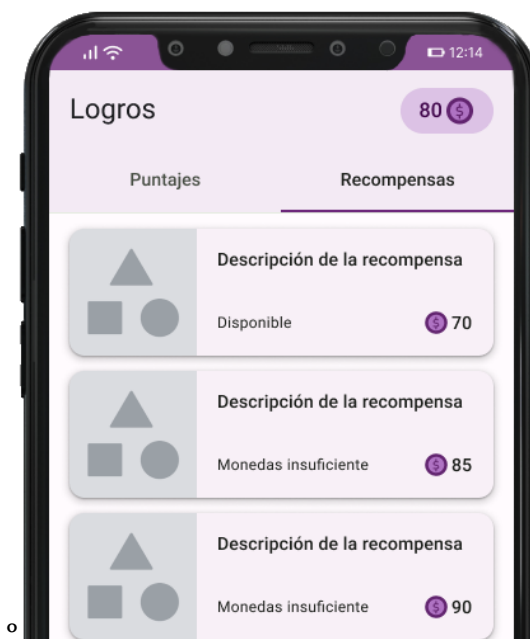 12:14
Logros
80
Puntajes Recompensas
Descripción de la recompensa
Disponible 70
Descripción de la recompensa
Monedas insuficiente 85
Descripción de la recompensa
Monedas insuficiente 90
o